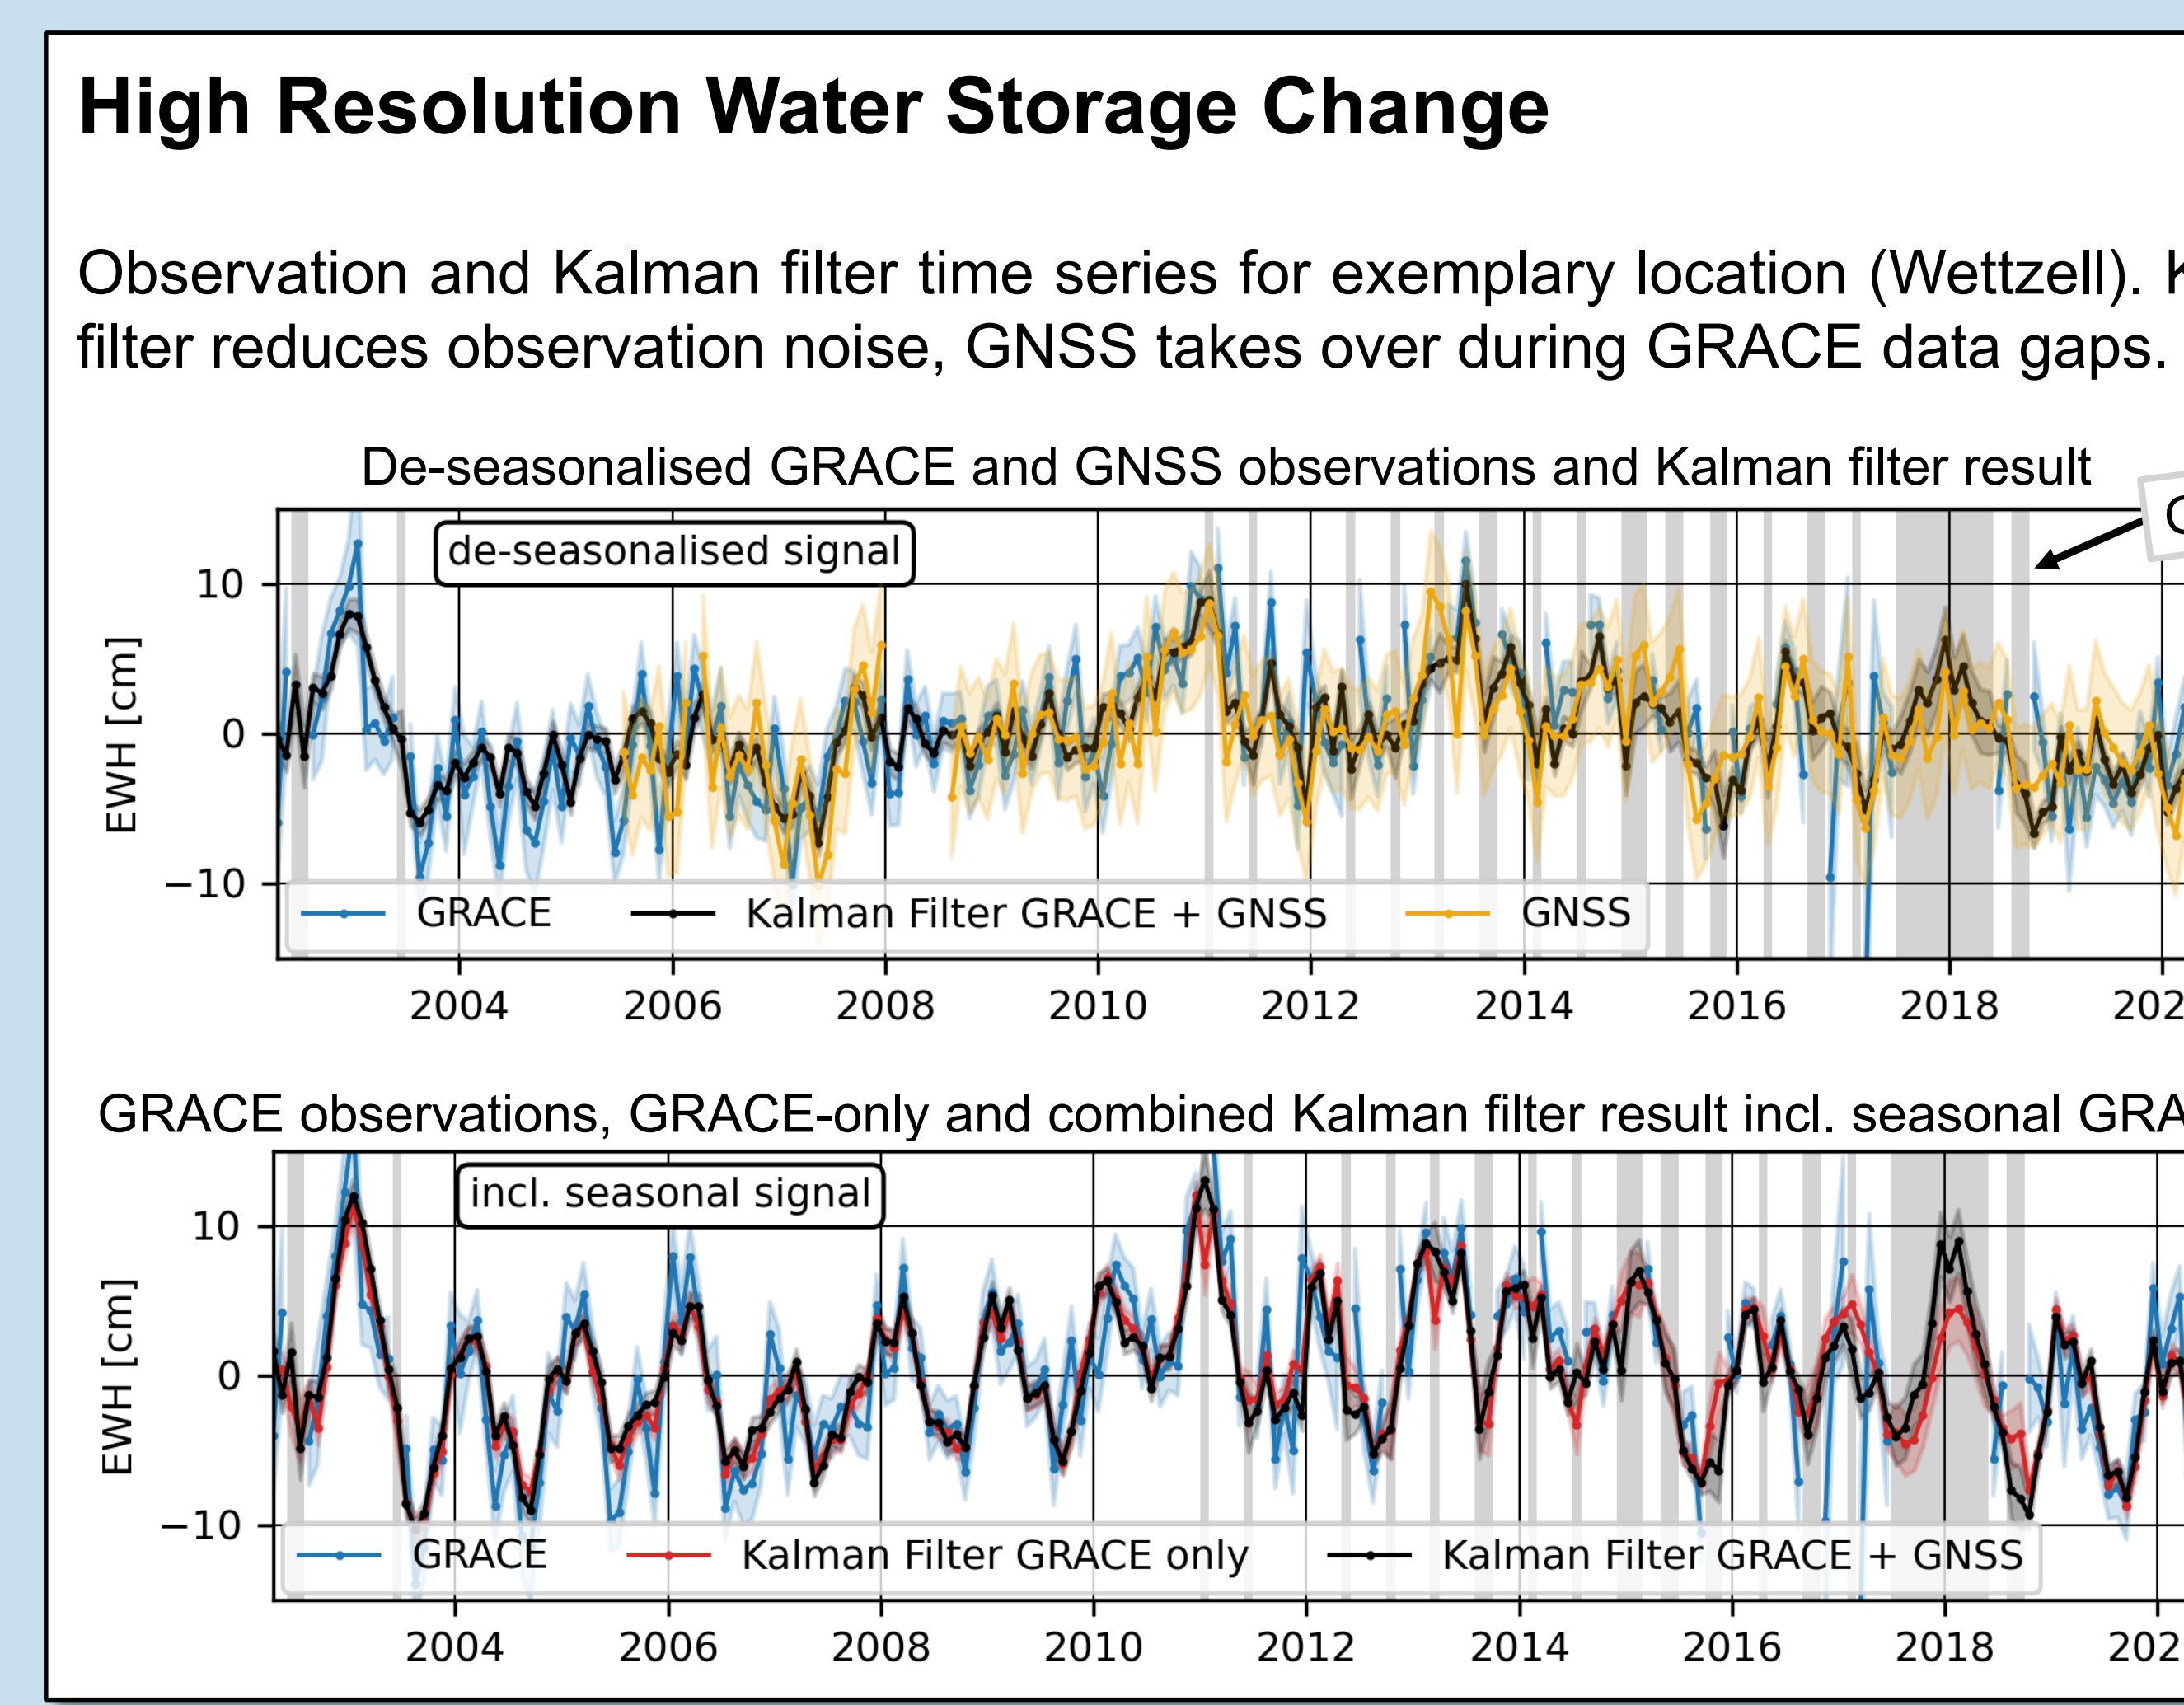 High Resolution Water Storage Change
Observation and Kalman filter time series for exemplary location (Wettzell).
filter reduces observation noise, GNSS takes over during GRACE data gaps.
De-seasonalised GRACE and GNSS observations and Kalman filter result
de-seasonalised signal
10
0
−10
EWH [cm]
GRACE
Kalman Filter GRACE + GNSS
GNSS
2004 2006 2008 2010 2012 2014 2016 2018
GRACE observations, GRACE-only and combined Kalman filter result incl. seasonal
incl. seasonal signal
10
0
−10
EWH [cm]
GRACE
Kalman Filter GRACE only
Kalman Filter GRACE + GNSS
2004 2006 2008 2010 2012 2014 2016 2018